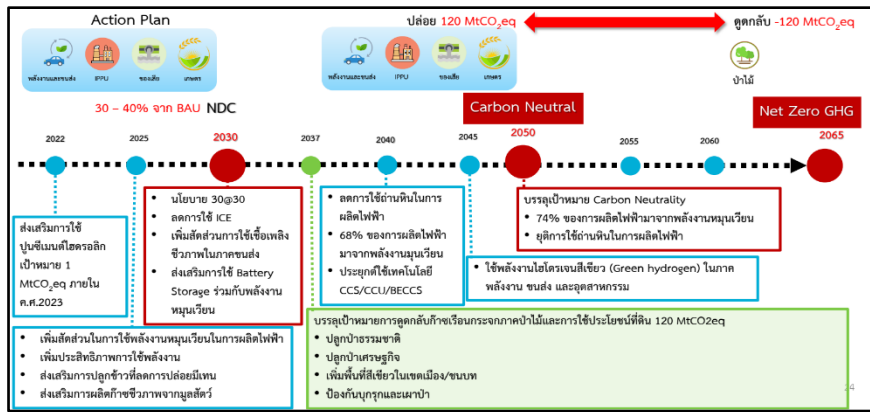 Action Plan
ปล่อย 120 MtCO2eq
ดูดกลับ -120 MtCO2eq
พลังงานและขนส่ง
IPPU
ของเสีย
เกษตร
พลังงานและขนส่ง
IPPU
ของเสีย
เกษตร
ป่าไม้
30 – 40% จาก BAU NDC
Carbon Neutral
Net Zero GHG
2022
2025
2030
2037
2040
2045
2050
2055
2060
2065
ส่งเสริมการใช้
ปูนซีเมนต์ไฮดรอลิก
เป้าหมาย 1
MtCO2eq ภายใน
ค.ศ.2023
• นโยบาย 30@30
• ลดการใช้ ICE
• เพิ่มสัดส่วนการใช้เชื้อเพลิง
ชีวภาพในภาคขนส่ง
• ส่งเสริมการใช้ Battery
Storage ร่วมกับพลังงาน
หมุนเวียน
• ลดการใช้ถ่านหินในการ
ผลิตไฟฟ้า
• 68% ของการผลิตไฟฟ้า
มาจากพลังงานมุนเวียน
• ประยุกต์ใช้เทคโนโลยี
CCS/CCU/BECCS
บรรลุเป้าหมาย Carbon Neutrality
• 74% ของการผลิตไฟฟ้ามาจากพลังงานหมุนเวียน
• ยุติการใช้ถ่านหินในการผลิตไฟฟ้า
• ใช้พลังงานไฮโดรเจนสีเขียว (Green hydrogen) ในภาค
พลังงาน ขนส่ง และอุตสาหกรรม
• เพิ่มสัดส่วนในการใช้พลังงานหมุนเวียนในการผลิตไฟฟ้า
• เพิ่มประสิทธิภาพการใช้พลังงาน
• ส่งเสริมการปลูกข้าวที่ลดการปล่อยมีเทน
• ส่งเสริมการผลิตก๊าซชีวภาพจากมูลสัตว์
บรรลุเป้าหมายการดูดกลับก๊าซเรือนกระจกภาคป่าไม้และการใช้ประโยชน์ที่ดิน 120 MtCO2eq
• ปลูกป่าธรรมชาติ
• ปลูกป่าเศรษฐกิจ
• เพิ่มพื้นที่สีเขียวในเขตเมือง/ชนบท
• ป้องกันบุกรุกและเผาป่า
24